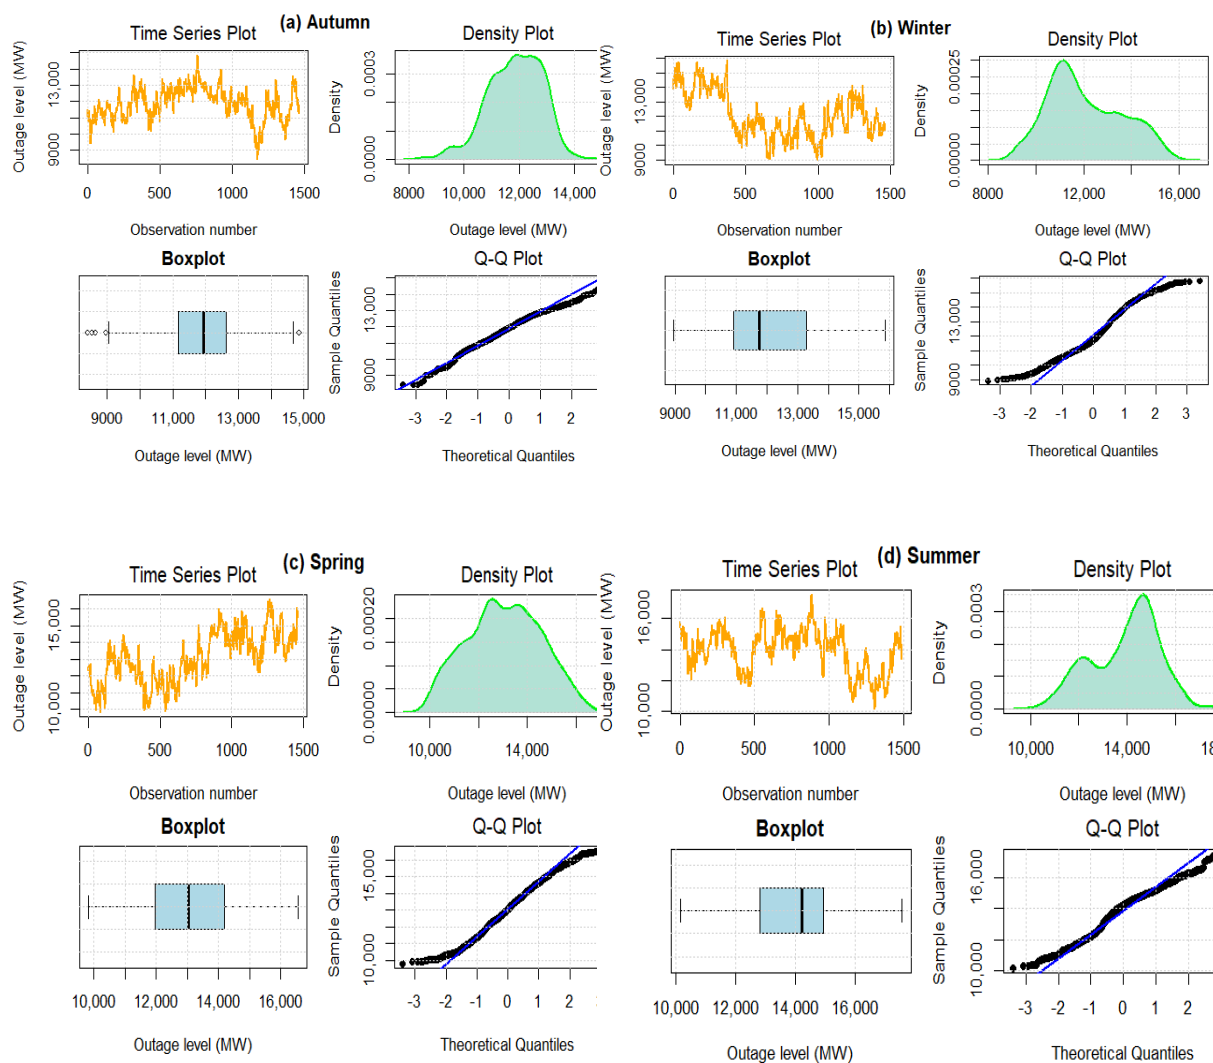 (a) Autumn
Time Series Plot
Outage level (MW)
9000 13,000
0 500 1000 1500
Observation number
Density Plot
Density
0.0000 0.0003
8000 10,000 12,000 14,000
Outage level (MW)
Boxplot
9000 11,000 13,000 15,000
Outage level (MW)
Q-Q Plot
Sample Quantiles
9000 13,000
-3 -2 -1 0 1 2
Theoretical Quantiles
(b) Winter
Time Series Plot
Outage level (MW)
9000 13,000
0 500 1000 1500
Observation number
Density Plot
Density
0.00000 0.00025
8000 12,000 16,000
Outage level (MW)
Boxplot
9000 11,000 13,000 15,000
Outage level (MW)
Q-Q Plot
Sample Quantiles
9000 13,000
-3 -2 -1 0 1 2 3
Theoretical Quantiles
(c) Spring
Time Series Plot
Outage level (MW)
10,000 15,000
0 500 1000 1500
Observation number
Density Plot
Density
0.0000 0.0020
10,000 14,000
Outage level (MW)
Boxplot
10,000 12,000 14,000 16,000
Outage level (MW)
Q-Q Plot
Sample Quantiles
10,000 15,000
-3 -2 -1 0 1 2
Theoretical Quantiles
(d) Summer
Time Series Plot
Outage level (MW)
10,000 16,000
0 500 1000 1500
Observation number
Density Plot
Density
0.0000 0.0003
10,000 14,000
Outage level (MW)
Boxplot
10,000 12,000 14,000 16,000
Outage level (MW)
Q-Q Plot
Sample Quantiles
10,000 16,000
-3 -2 -1 0 1 2
Theoretical Quantiles